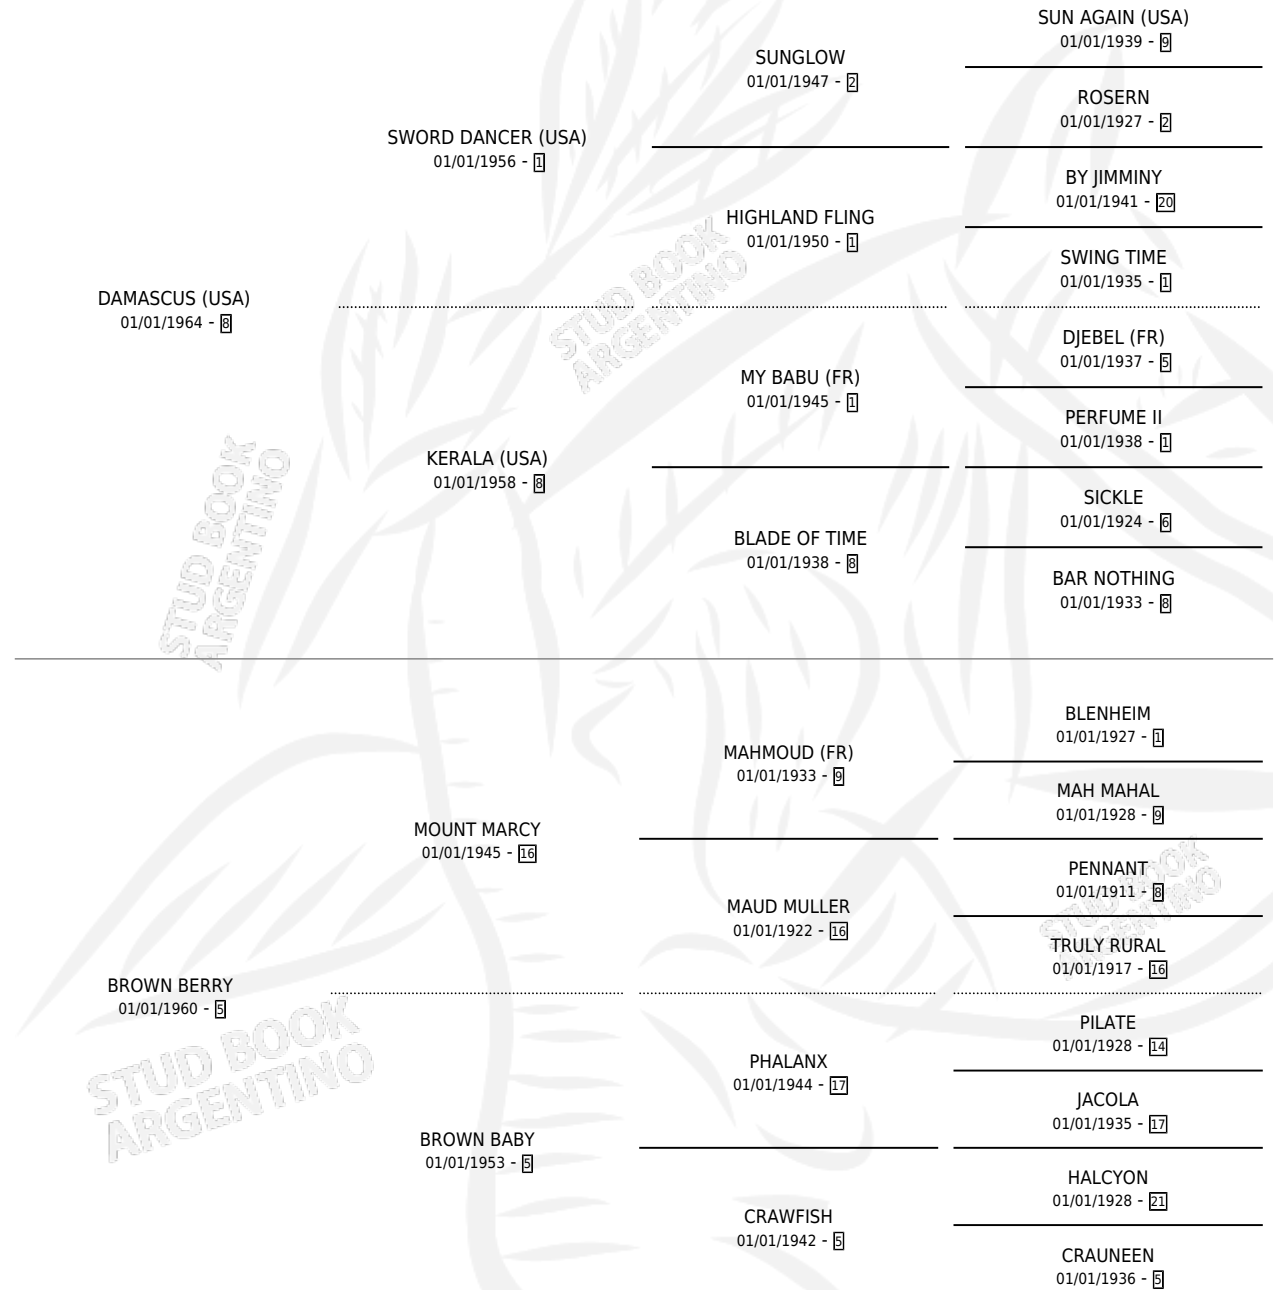 SUN AGAIN (USA)
01/01/1939 - 9
SUNGLOW
01/01/1947 - 2
ROSERN
01/01/1927 - 2
SWORD DANCER (USA)
01/01/1956 - 1
BY JIMMINY
01/01/1941 - 20
HIGHLAND FLING
01/01/1950 - 1
SWING TIME
01/01/1935 - 1
DAMASCUS (USA)
01/01/1964 - 8
STUD BOOK
ARGENTINO
DJEBEL (FR)
01/01/1937 - 5
MY BABU (FR)
01/01/1945 - 1
PERFUME II
01/01/1938 - 1
KERALA (USA)
01/01/1958 - 8
SICKLE
01/01/1924 - 6
BLADE OF TIME
01/01/1938 - 8
BAR NOTHING
01/01/1933 - 8
STUD BOOK
ARGENTINO
BLENHEIM
01/01/1927 - 1
MAHMOUD (FR)
01/01/1933 - 9
MAH MAHAL
01/01/1928 - 9
MOUNT MARCY
01/01/1945 - 16
PENNANT
01/01/1911 - 8
STUD BOOK
ARGENTINO
MAUD MULLER
01/01/1922 - 16
TRULY RURAL
01/01/1917 - 16
BROWN BERRY
01/01/1960 - 5
STUD BOOK
ARGENTINO
PILATE
01/01/1928 - 14
PHALANX
01/01/1944 - 17
JACOLA
01/01/1935 - 17
BROWN BABY
01/01/1953 - 5
HALCYON
01/01/1928 - 21
CRAWFISH
01/01/1942 - 5
CRAUNEEN
01/01/1936 - 5